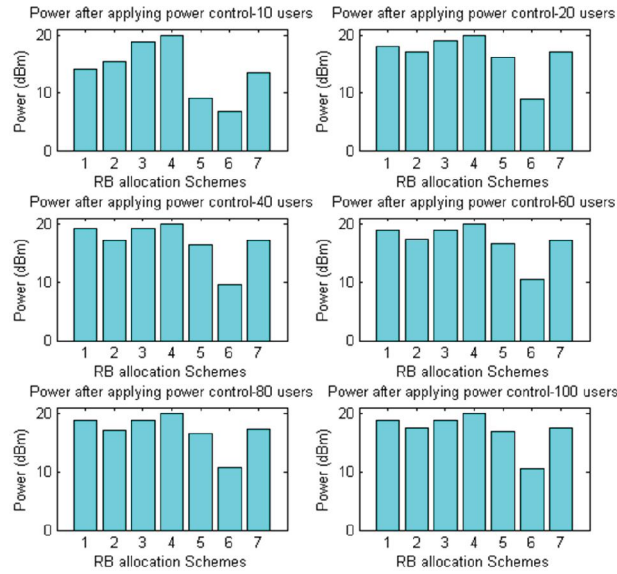 Power after applying power control-10 users
Power (dBm)
20
10
0
1 2 3 4 5 6 7
RB allocation Schemes
Power after applying power control-20 users
Power (dBm)
20
10
0
1 2 3 4 5 6 7
RB allocation Schemes
Power after applying power control-40 users
Power (dBm)
20
10
0
1 2 3 4 5 6 7
RB allocation Schemes
Power after applying power control-60 users
Power (dBm)
20
10
0
1 2 3 4 5 6 7
RB allocation Schemes
Power after applying power control-80 users
Power (dBm)
20
10
0
1 2 3 4 5 6 7
RB allocation Schemes
Power after applying power control-100 users
Power (dBm)
20
10
0
1 2 3 4 5 6 7
RB allocation Schemes